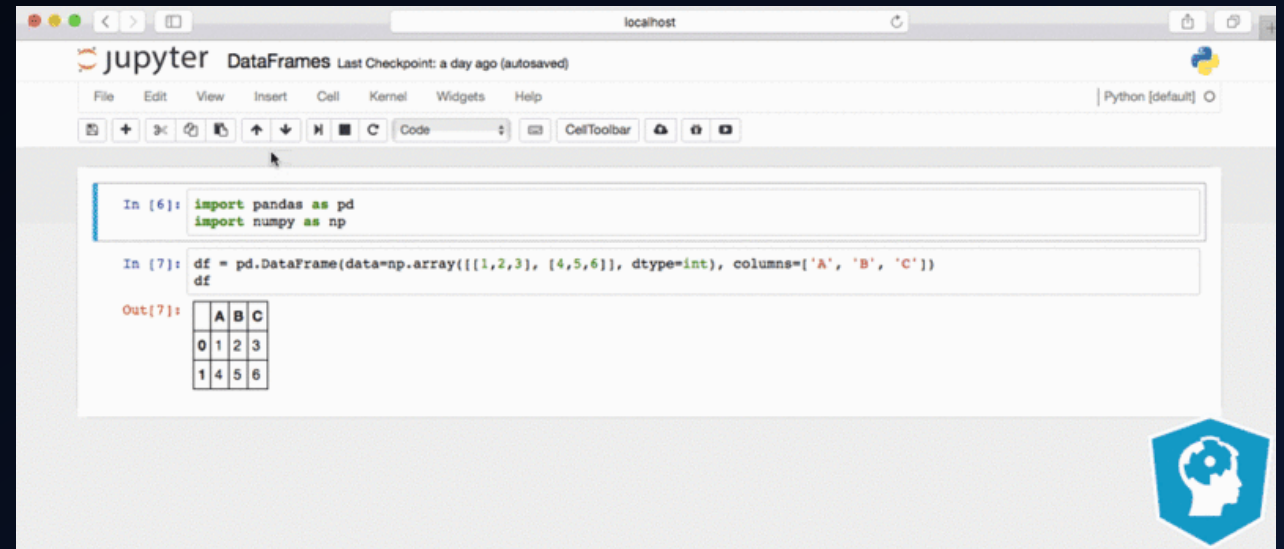 localhost
jupyter DataFrames Last Checkpoint: a day ago (autosaved)
File Edit View Insert Cell Kernel Widgets Help Python [default]
Code CellToolbar
In [6]: import pandas as pd
import numpy as np
In [7]: df = pd.DataFrame(data=np.array([[1,2,3], [4,5,6]], dtype=int), columns=['A', 'B', 'C'])
df
Out[7]:
A B C
0 1 2 3
1 4 5 6